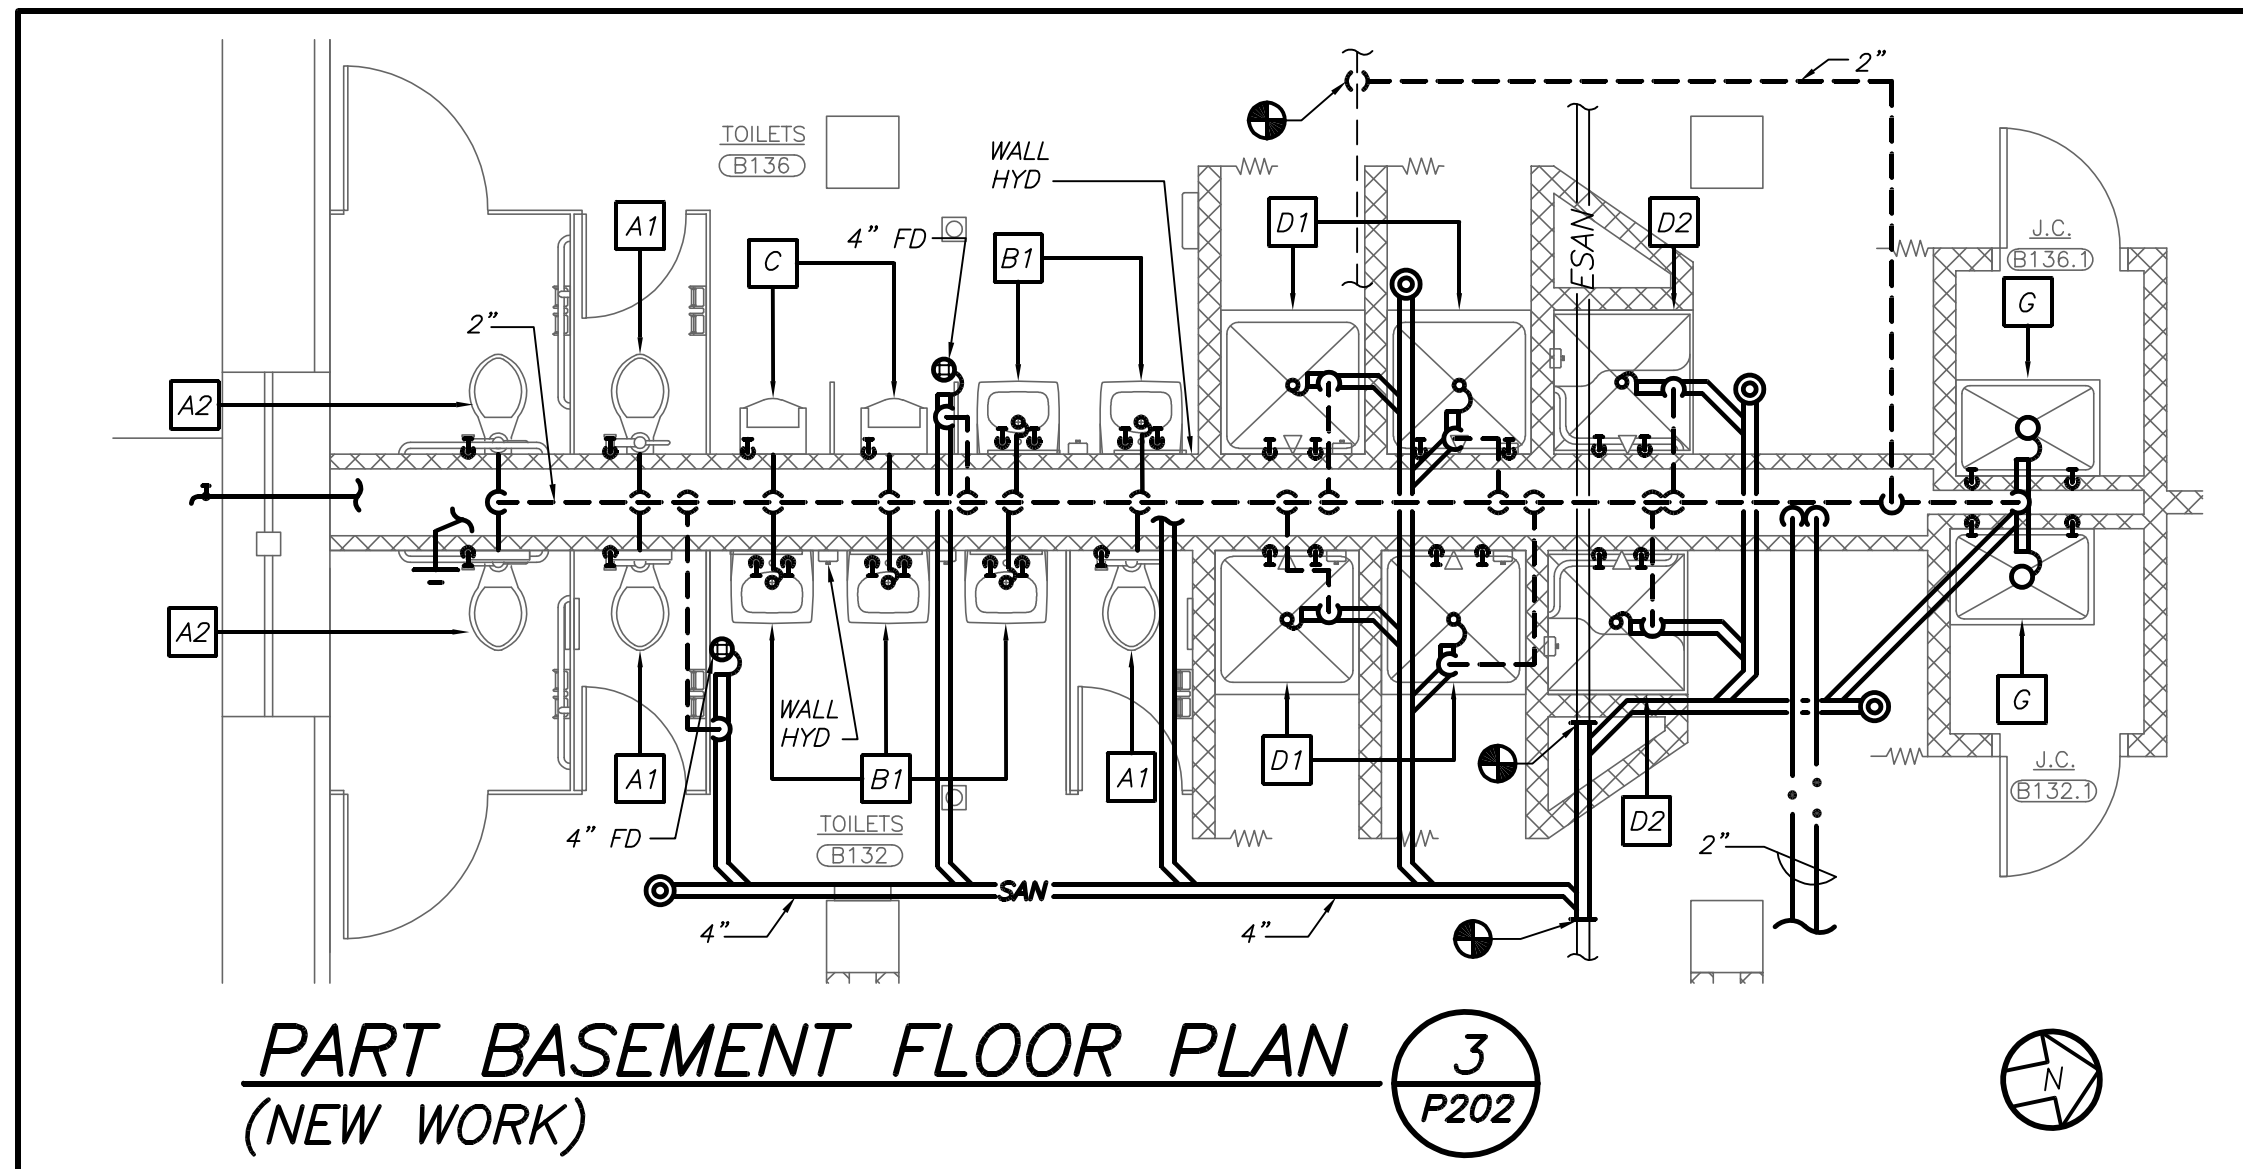 2”
TOILETS
B136
WALL
HYD
A1
C
4” FD
B1
D1
ESAN
D2
J.C.
B136.1
G
2”
A2
A2
A1
4” FD
WALL
HYD
B1
TOILETS
B132
A1
D1
D2
G
J.C.
B132.1
2”
SAN
4”
4”
PART BASEMENT FLOOR PLAN
(NEW WORK)
3
P202
N